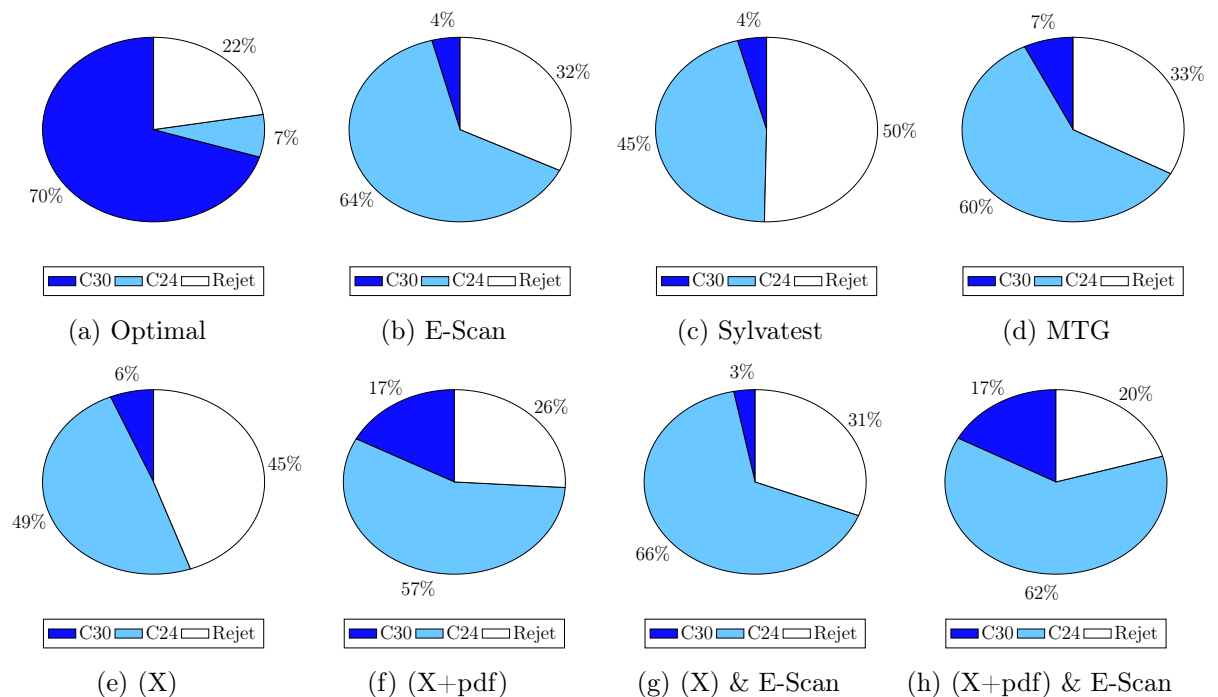 4%
4%
7%
22%
32%
33%
7%
45%
50%
70%
64%
60%
C30 C24 Rejet
C30 C24 Rejet
C30 C24 Rejet
C30 C24 Rejet
(a) Optimal
(b) E-Scan
(c) Sylvatest
(d) MTG
6%
17%
3%
17%
26%
31%
20%
45%
49%
66%
57%
62%
C30 C24 Rejet
C30 C24 Rejet
C30 C24 Rejet
C30 C24 Rejet
(e) (X)
(f) (X+pdf)
(g) (X) & E-Scan
(h) (X+pdf) & E-Scan